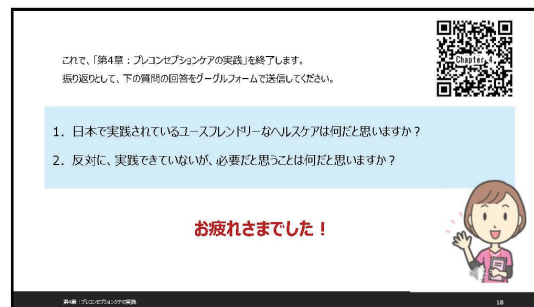 これで、「第4章：プレコンセプションケアの実践」を終了します。
振り返りとして、下の質問の回答をグーグルフォームで送信してください。
Chapter 4
1. 日本で実践されているユースフレンドリーなヘルスケアは何だと思いますか？
2. 反対に、実践できていないが、必要だと思うことは何だと思いますか？
お疲れさまでした！
第4章：プレコンセプションケアの実践
18